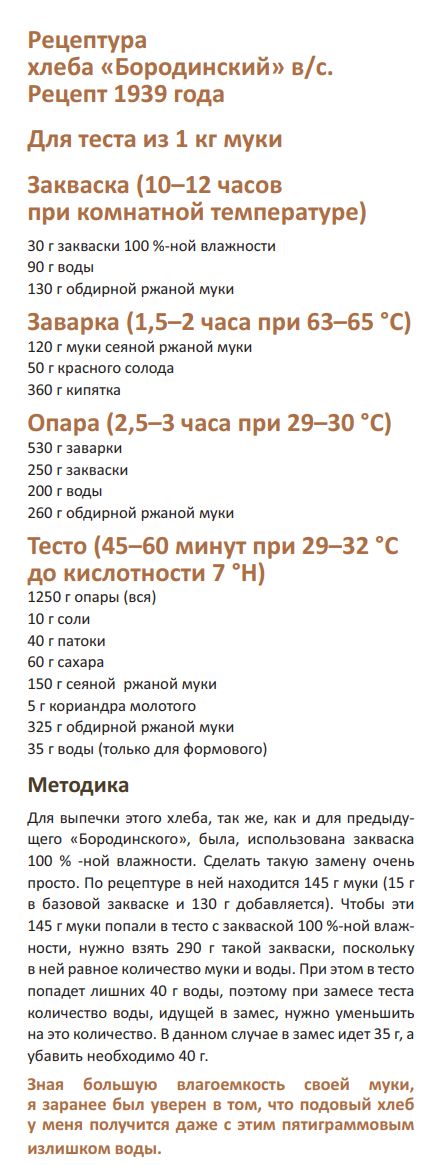 Рецептура
хлеба «Бородинский» в/с.
Рецепт 1939 года
Для теста из 1 кг муки
Закваска (10–12 часов
при комнатной температуре)
30 г закваски 100 %-ной влажности
90 г воды
130 г обдирной ржаной муки
Заварка (1,5–2 часа при 63–65 °С)
120 г муки сеяной ржаной муки
50 г красного солода
360 г кипятка
Опара (2,5–3 часа при 29–30 °С)
530 г заварки
250 г закваски
200 г воды
260 г обдирной ржаной муки
Тесто (45–60 минут при 29–32 °С
до кислотности 7 °Н)
1250 г опары (вся)
10 г соли
40 г патоки
60 г сахара
150 г сеяной  ржаной муки
5 г кориандра молотого
325 г обдирной ржаной муки
35 г воды (только для формового)
Методика
Для выпечки этого хлеба, так же, как и для предыду-
щего «Бородинского», была, использована закваска
100 % -ной влажности. Сделать такую замену очень
просто. По рецептуре в ней находится 145 г муки (15 г
в базовой закваске и 130 г добавляется). Чтобы эти
145 г муки попали в тесто с закваской 100 %-ной влаж-
ности, нужно взять 290 г такой закваски, поскольку
в ней равное количество муки и воды. При этом в тесто
попадет лишних 40 г воды, поэтому при замесе теста
количество воды, идущей в замес, нужно уменьшить
на это количество. В данном случае в замес идет 35 г, а
убавить необходимо 40 г.
Зная большую влагоемкость своей муки,
я заранее был уверен в том, что подовый хлеб
у меня получится даже с этим пятиграммовым
излишком воды.